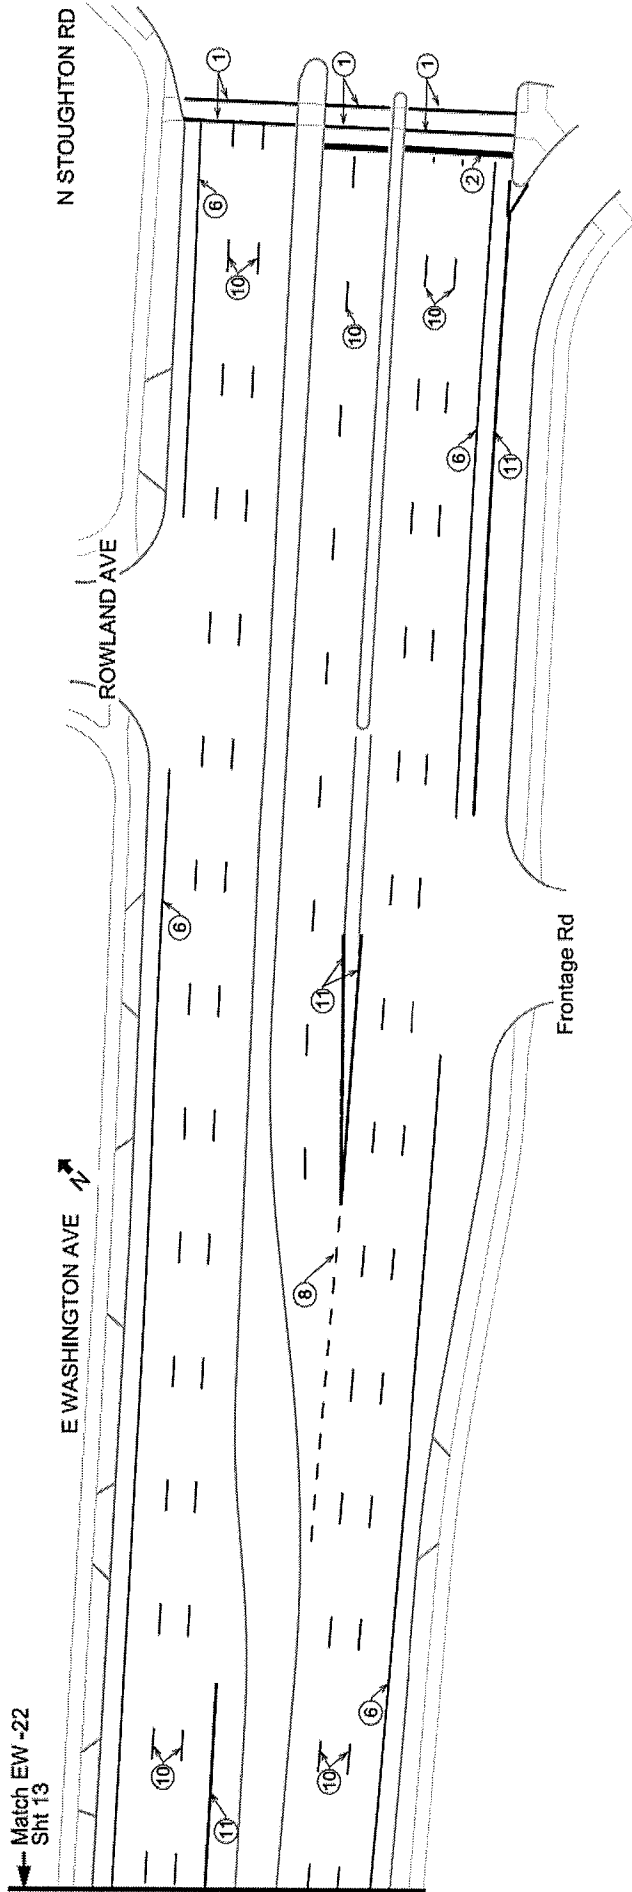 N STOUGHTON RD
1
1
1
2
6
10
10
10
6
11
ROWLAND AVE
6
11
Frontage Rd
E WASHINGTON AVE
N
8
6
10
10
11
Match EW -22
Sht 13